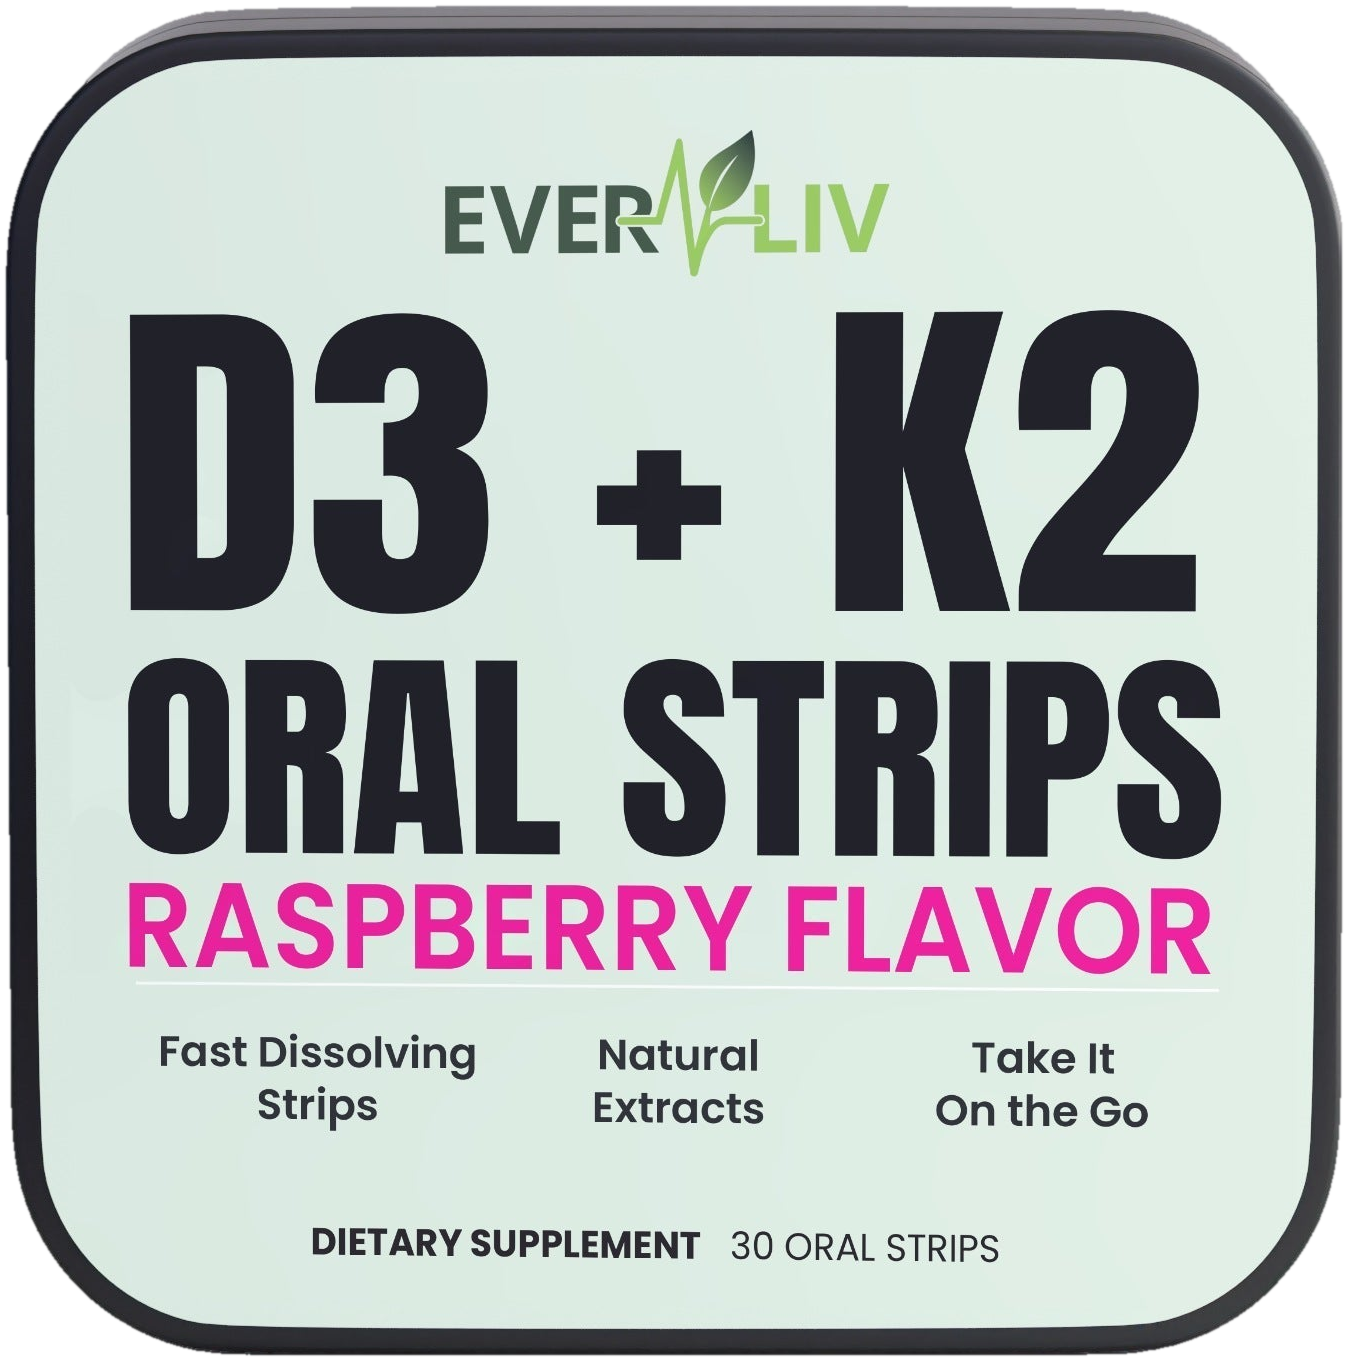 EVERLIV
D3 + K2
ORAL STRIPS
RASPBERRY FLAVOR
Fast Dissolving Strips
Natural Extracts
Take It On the Go
DIETARY SUPPLEMENT 30 ORAL STRIPS